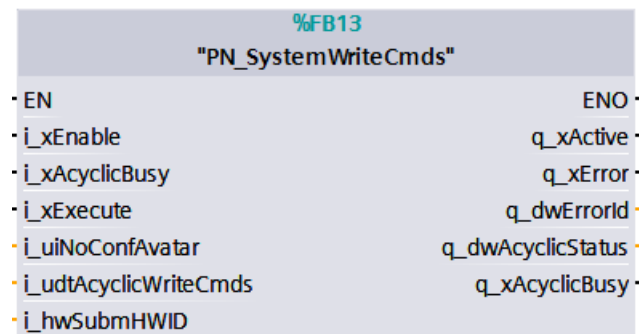 %FB13
"PN_SystemWriteCmds"
EN ENO
i_xEnable q_xActive
i_xAcyclicBusy q_xError
i_xExecute q_dwErrorId
i_uiNoConfAvatar q_dwAcyclicStatus
i_udtAcyclicWriteCmds q_xAcyclicBusy
i_hwSubmHWID